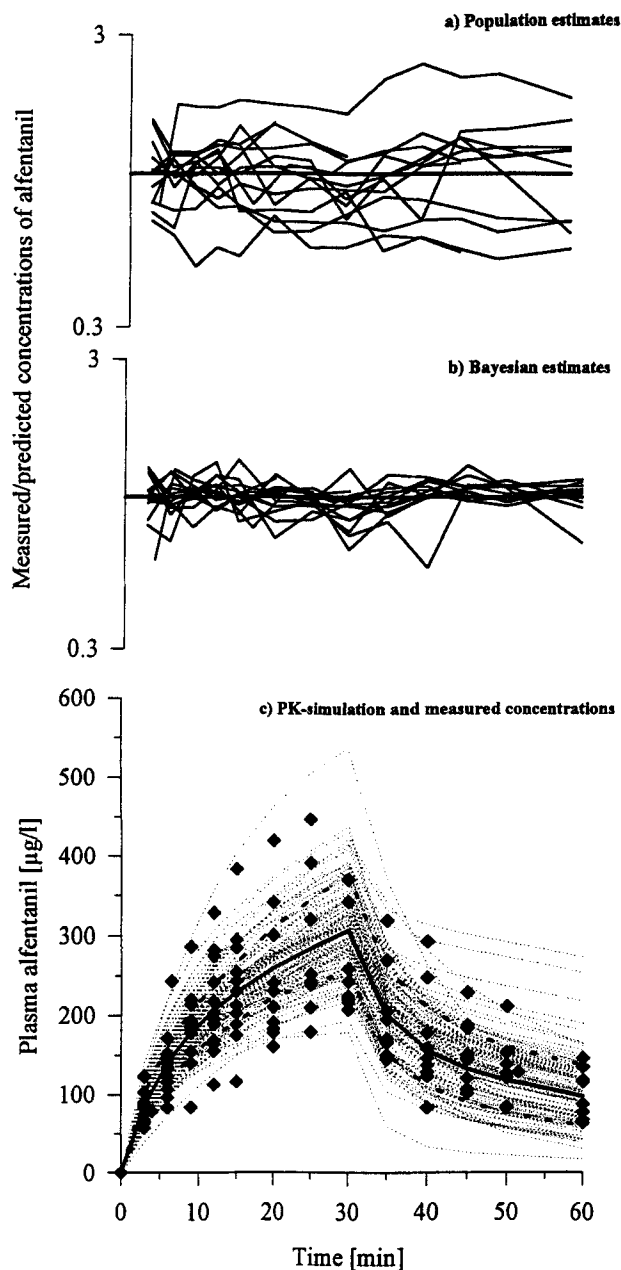 a) Population estimates
3
0.3
Measured/predicted concentrations of alfentanil
b) Bayesian estimates
3
0.3
c) PK-simulation and measured concentrations
600
500
400
300
200
100
0
Plasma alfentanil [µg/l]
0 10 20 30 40 50 60
Time [min]